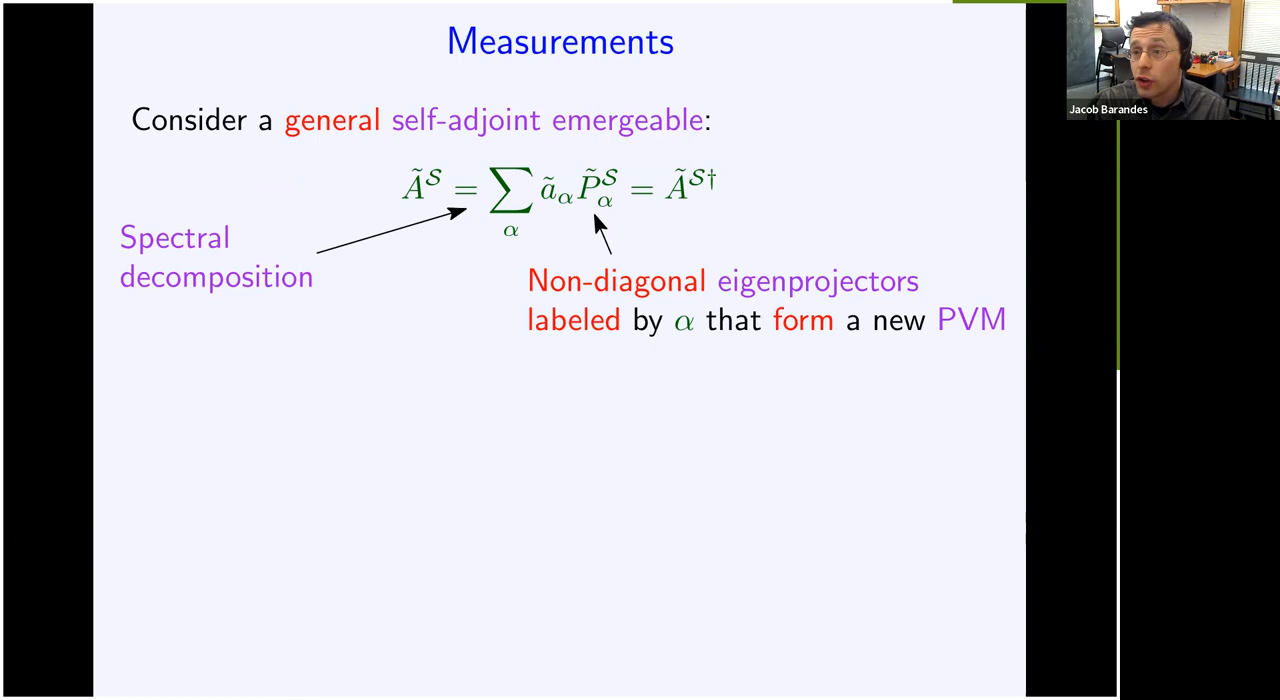 Measurements
Jacob Barandes
Consider a general self-adjoint emergeable:
Ã^𝒮 = ∑_α ã_α P̃_α^𝒮 = Ã^𝒮†
Spectral
decomposition
Non-diagonal eigenprojectors
labeled by α that form a new PVM